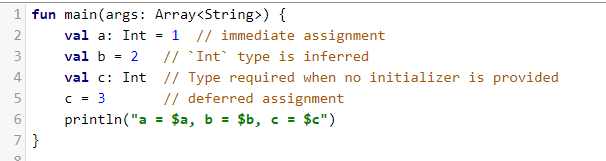 1 fun main(args: Array<String>) {
2     val a: Int = 1  // immediate assignment
3     val b = 2   // `Int` type is inferred
4     val c: Int  // Type required when no initializer is provided
5     c = 3       // deferred assignment
6     println("a = $a, b = $b, c = $c")
7 }